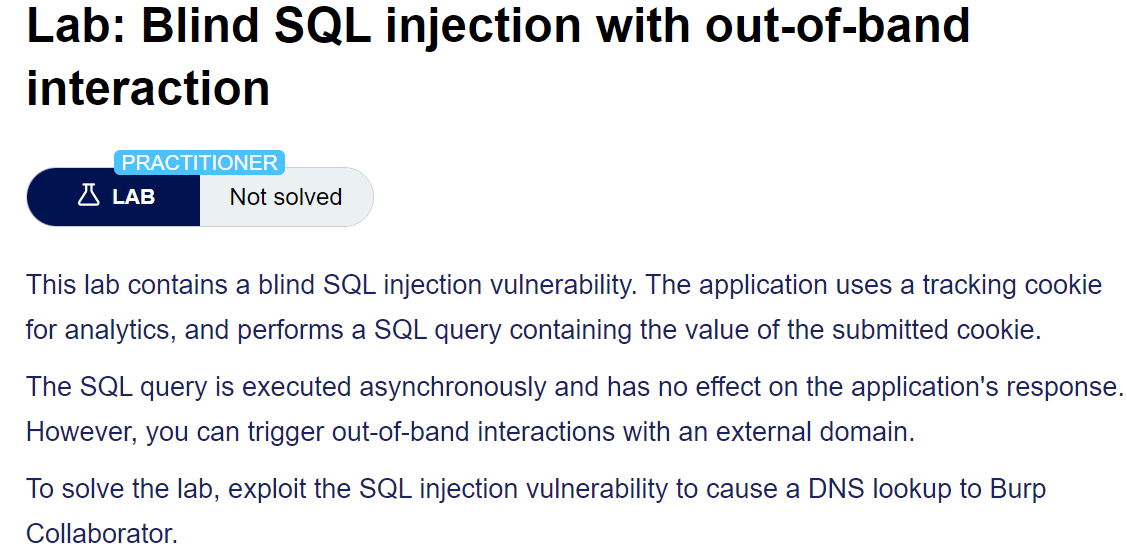 Lab: Blind SQL injection with out-of-band
interaction
PRACTITIONER
LAB
Not solved
This lab contains a blind SQL injection vulnerability. The application uses a tracking cookie
for analytics, and performs a SQL query containing the value of the submitted cookie.
The SQL query is executed asynchronously and has no effect on the application's response.
However, you can trigger out-of-band interactions with an external domain.
To solve the lab, exploit the SQL injection vulnerability to cause a DNS lookup to Burp
Collaborator.